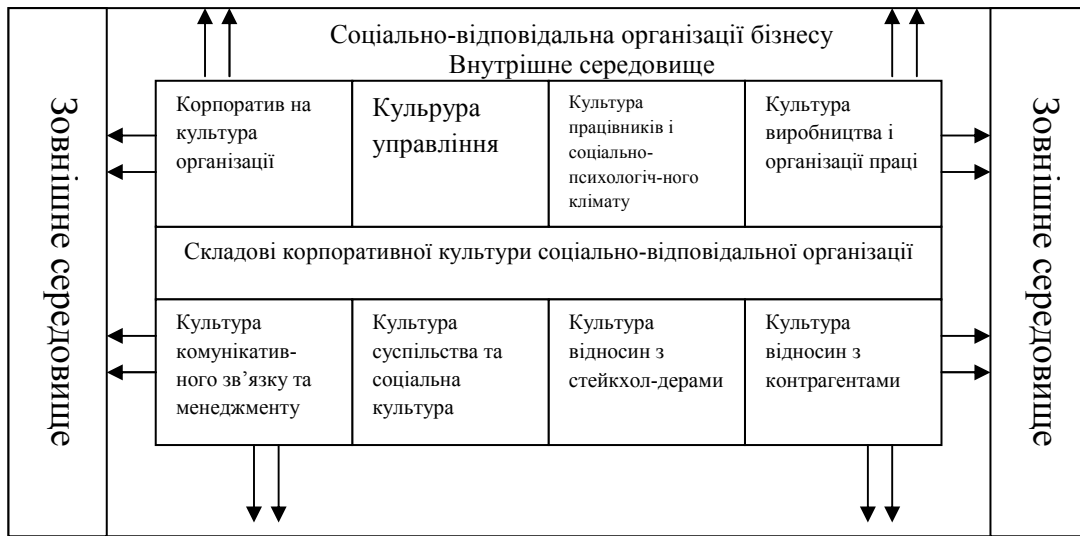 Соціально-відповідальна організації бізнесу
Внутрішнє середовище
Зовнішнє середовище
Корпоратив на
культура
організації
Кульрура
управління
Культура
працівників і
соціально-
психологіч-ного
клімату
Культура
виробництва і
організації праці
Складові корпоративної культури соціально-відповідальної організації
Культура
комунікатив-
ного зв’язку та
менеджменту
Культура
суспільства та
соціальна
культура
Культура
відносин з
стейкхол-дерами
Культура
відносин з
контрагентами
Зовнішнє середовище